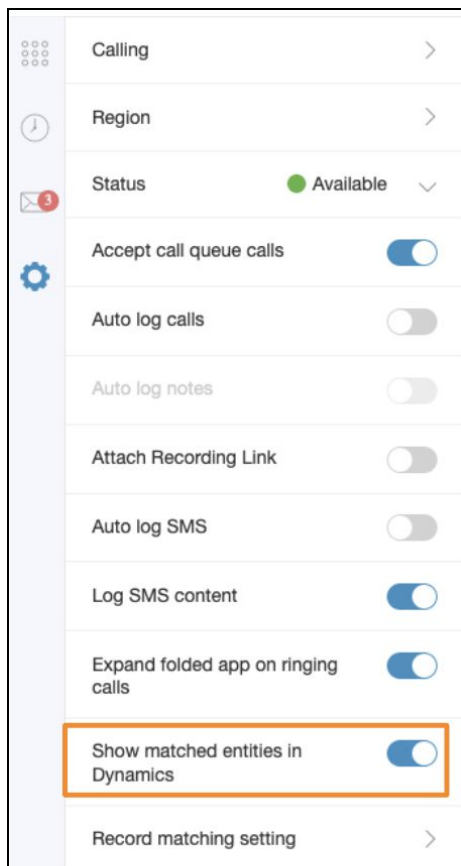 Calling
Region
Status Available
3
Accept call queue calls
Auto log calls
Auto log notes
Attach Recording Link
Auto log SMS
Log SMS content
Expand folded app on ringing
calls
Show matched entities in
Dynamics
Record matching setting